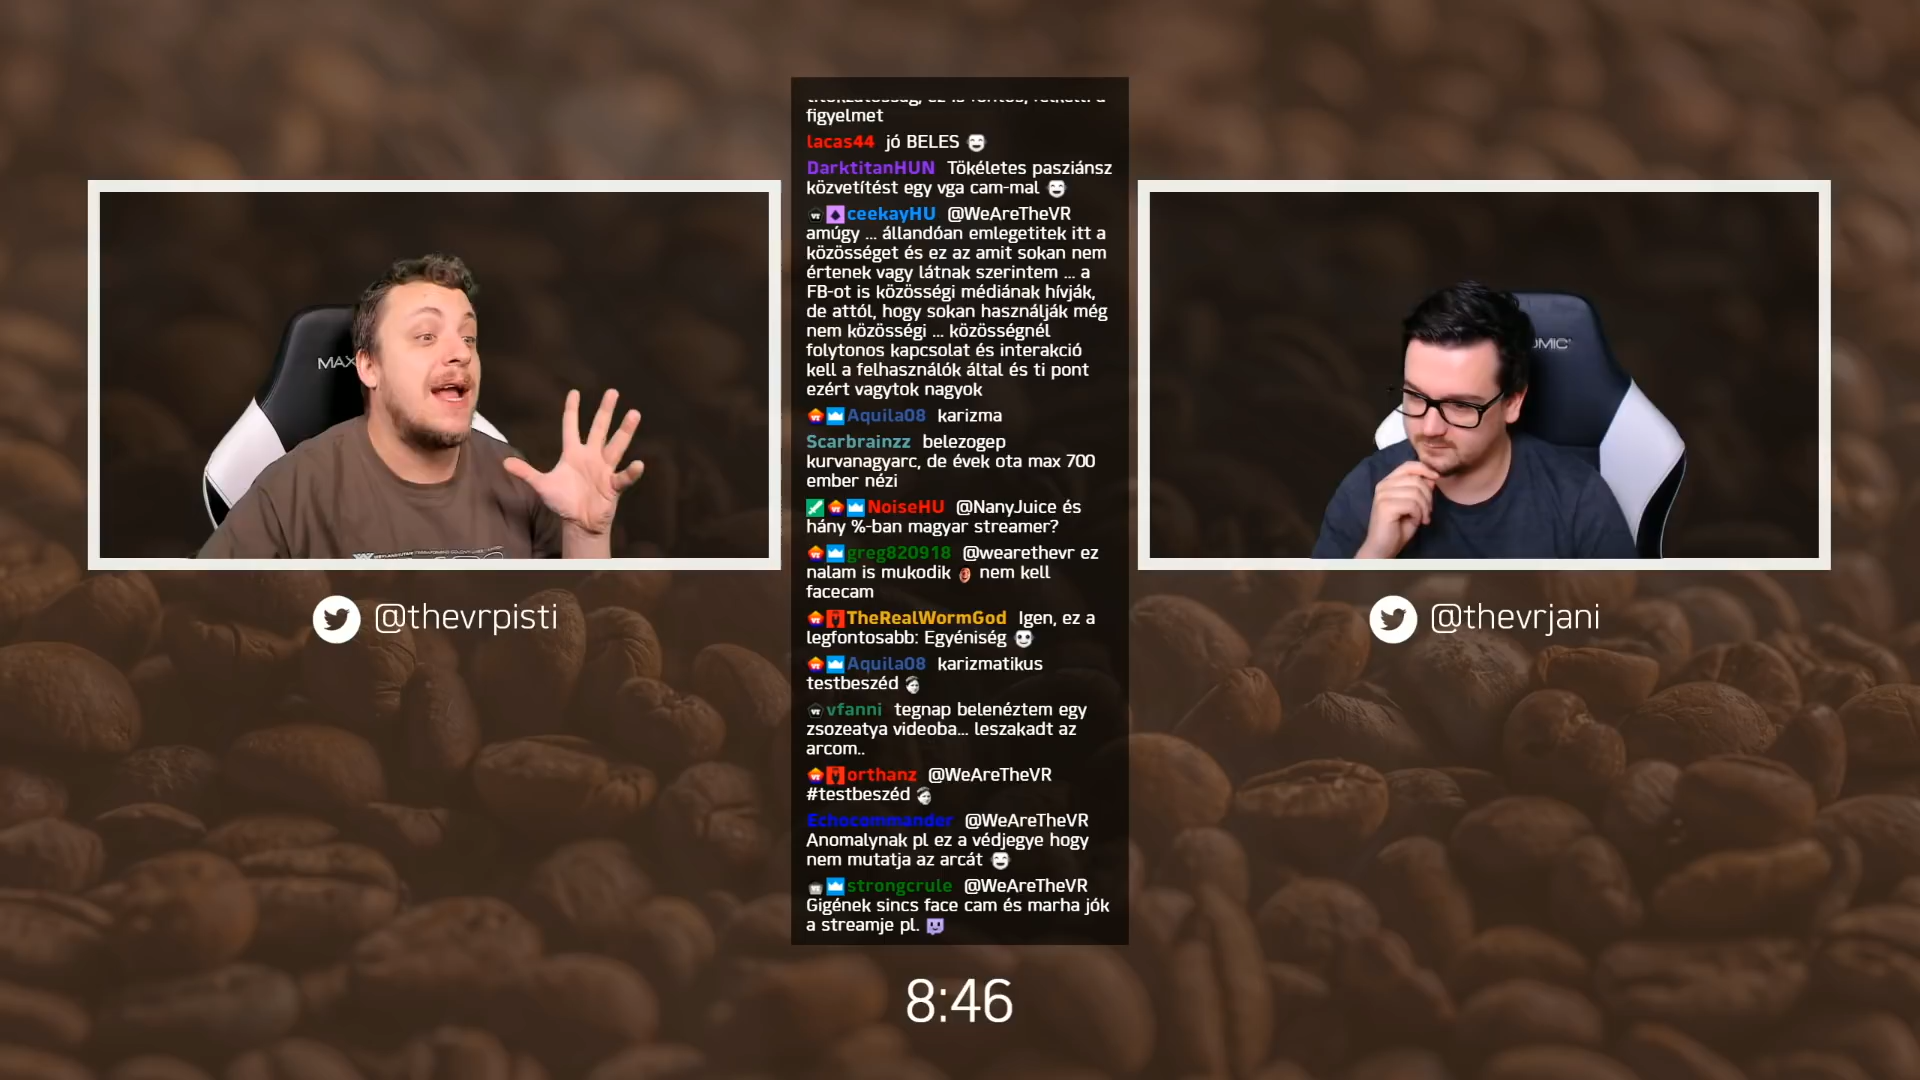 figyelmet
lacas44 jó BELES
DarktitanHUN Tökéletes pasziánsz
közvetítést egy vga cam-mal
ceekayHU @WeAreTheVR
amúgy ... állandóan emlegetitek itt a
közösséget és ez az amit sokan nem
értenek vagy látnak szerintem ... a
FB-ot is közösségi médiának hívják,
de attól, hogy sokan használják még
nem közösségi ... közösségnél
folytonos kapcsolat és interakció
kell a felhasználók által és ti pont
ezért vagytok nagyok
Aquila08 karizma
Scarbrainzz belezogep
kurvanagyarc, de évek ota max 700
ember nézi
NoiseHU @NanyJuice és
hány %-ban magyar streamer?
greg820918 @wearethevr ez
nalam is mukodik nem kell
facecam
TheRealWormGod Igen, ez a
legfontosabb: Egyéniség
Aquila08 karizmatikus
testbeszéd
vfanni tegnap belenéztem egy
zsozeatya videoba... leszakadt az
arcom..
orthanz @WeAreTheVR
#testbeszéd
Echocommander @WeAreTheVR
Anomalynak pl ez a védjegye hogy
nem mutatja az arcát
strongcrule @WeAreTheVR
Gigének sincs face cam és marha jók
a streamje pl.
MAX
OMIC
@thevrpisti
@thevrjani
8:46